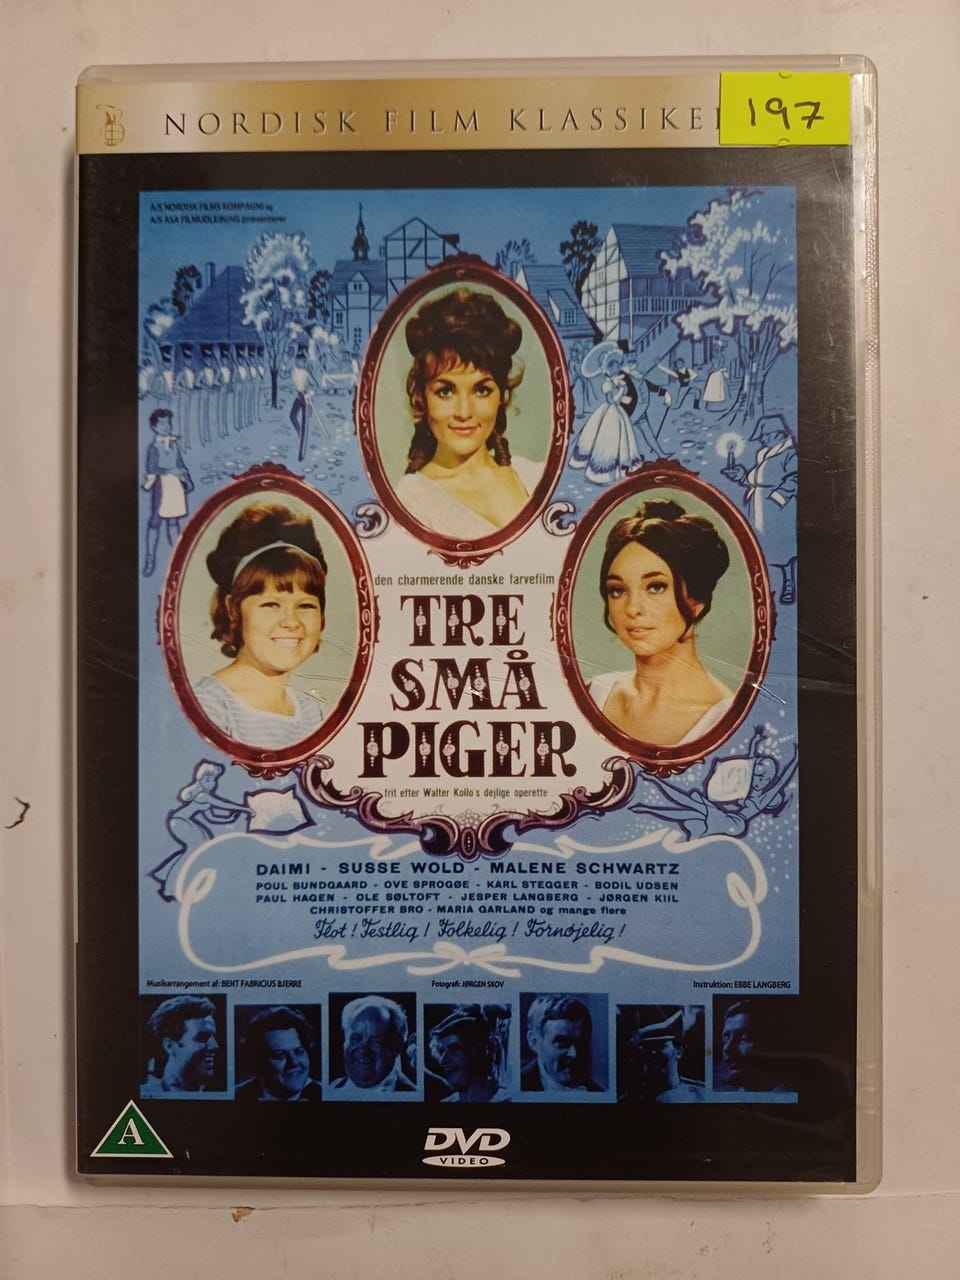 NORDISK FILM KLASSIKE
197
A/S NORDISK FILMS KOMPAGNI og
A/S ASA FILMUDLEJNING præsenterer
den charmerende danske farvefilm
TRE
SMÅ
PIGER
frit efter Walter Kollo's dejlige operette
DAIMI - SUSSE WOLD - MALENE SCHWARTZ
POUL BUNDGAARD - OVE SPROGØE - KARL STEGGER - BODIL UDSEN
PAUL HAGEN - OLE SØLTOFT - JESPER LANGBERG - JØRGEN KIIL
CHRISTOFFER BRO - MARIA GARLAND og mange flere
Flot! Festlig! Folkelig! Fornøjelig!
Musikarrangement af: BENT FABRICIUS BJERRE
Fotografi: JØRGEN SKOV
Instruktion: EBBE LANGBERG
A
DVD
VIDEO